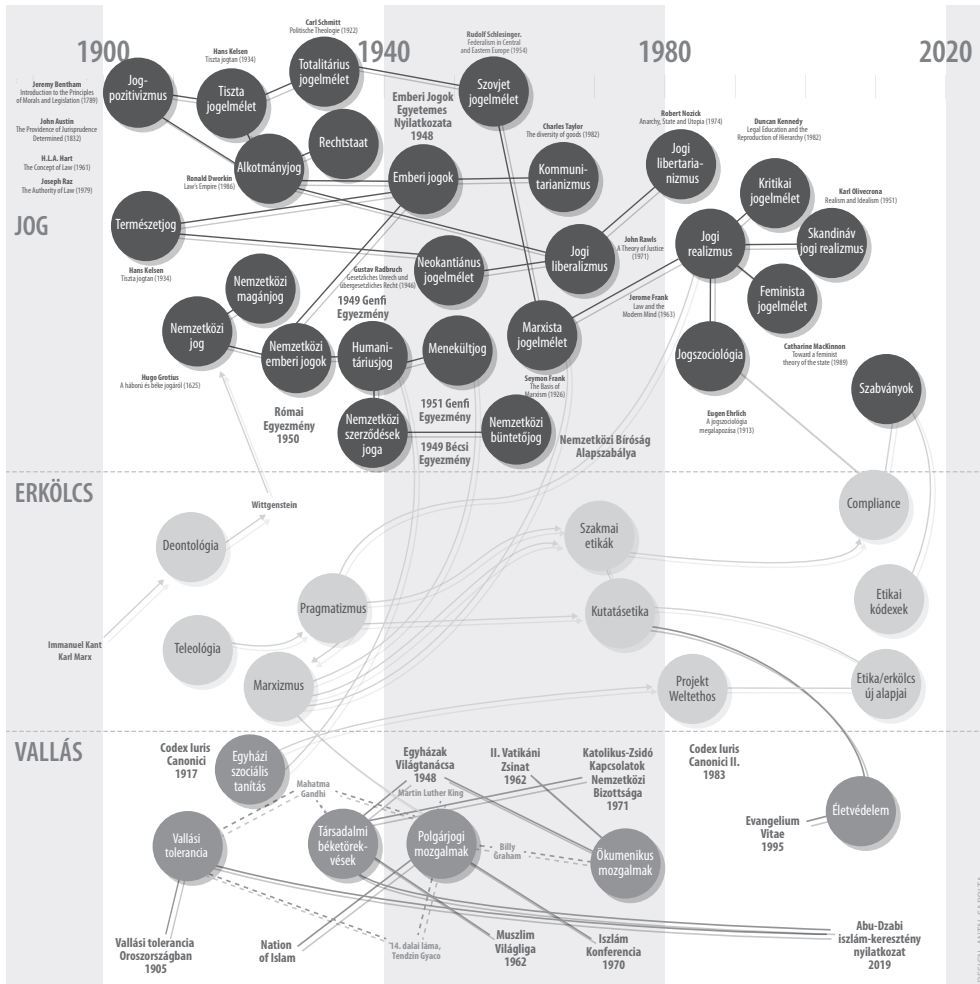 1900
1940
1980
2020
Carl Schmitt
Politische Theologie (1922)
Hans Kelsen
Tiszta jogtan (1934)
Rudolf Schlesinger.
Federalism in Central
and Eastern Europe (1954)
Jog-
pozitivizmus
Tiszta
jogelmélet
Totalitárius
jogelmélet
Szovjet
jogelmélet
Jeremy Bentham
Introduction to the Principles
of Morals and Legislation (1789)
John Austin
The Providence of Jurisprudence
Determined (1832)
H.L.A. Hart
The Concept of Law (1961)
Joseph Raz
The Authority of Law (1979)
Emberi Jogok
Egyetemes
Nyilatkozata
1948
Robert Nozick
Anarchy, State and Utopia (1974)
Duncan Kennedy
Legal Education and the
Reproduction of Hierarchy (1982)
Charles Taylor
The diversity of goods (1982)
Rechtstaat
Alkotmányjog
Ronald Dworkin
Law's Empire (1986)
Emberi jogok
Kommuni-
tarianizmus
Jogi
libertaria-
nizmus
Kritikai
jogelmélet
Karl Olivecrona
Realism and Idealism (1951)
JOG
Természetjog
Hans Kelsen
Tiszta jogtan (1934)
Neokantiánus
jogelmélet
Gustav Radbruch
Gesetzliches Unrech und
übergesetzliches Recht (1946)
Jogi
liberalizmus
John Rawls
A Theory of Justice
(1971)
Jogi
realizmus
Skandináv
jogi realizmus
Feminista
jogelmélet
Jerome Frank
Law and the
Modern Mind (1963)
Catharine MacKinnon
Toward a feminist
theory of the state (1989)
Nemzetközi
magánjog
1949 Genfi
Egyezmény
Nemzetközi
jog
Hugo Grotius
A háború és béke jogáról (1625)
Nemzetközi
emberi jogok
Humani-
táriusjog
Menekültjog
Marxista
jogelmélet
Seymon Frank
The Basis of
Marxism (1926)
Jogszociológia
Eugen Ehrlich
A jogszociológia
megalapozása (1913)
Szabványok
Római
Egyezmény
1950
Nemzetközi
szerződések
joga
1951 Genfi
Egyezmény
1949 Bécsi
Egyezmény
Nemzetközi
büntetőjog
Nemzetközi Bíróság
Alapszabálya
ERKÖLCS
Wittgenstein
Deontológia
Szakmai
etikák
Compliance
Pragmatizmus
Kutatásetika
Etikai
kódexek
Immanuel Kant
Karl Marx
Teleológia
Marxizmus
Projekt
Weltethos
Etika/erkölcs
új alapjai
VALLÁS
Codex Iuris
Canonici
1917
Egyházi
szociális
tanítás
Egyházak
Világtanácsa
1948
II. Vatikáni
Zsinat
1962
Katolikus-Zsidó
Kapcsolatok
Nemzetközi
Bizottsága
1971
Codex Iuris
Canonici II.
1983
Mahatma
Gandhi
Martin Luther King
Vallási
tolerancia
Társadalmi
béketörek-
vések
Polgárjogi
mozgalmak
Billy
Graham
Ökumenikus
mozgalmak
Evangelium
Vitae
1995
Életvédelem
Vallási tolerancia
Oroszországban
1905
Nation
of Islam
14. dalai láma,
Tendzin Gyaco
Muszlim
Világliga
1962
Iszlám
Konferencia
1970
Abu-Dzabi
iszlám-keresztény
nyilatkozat
2019